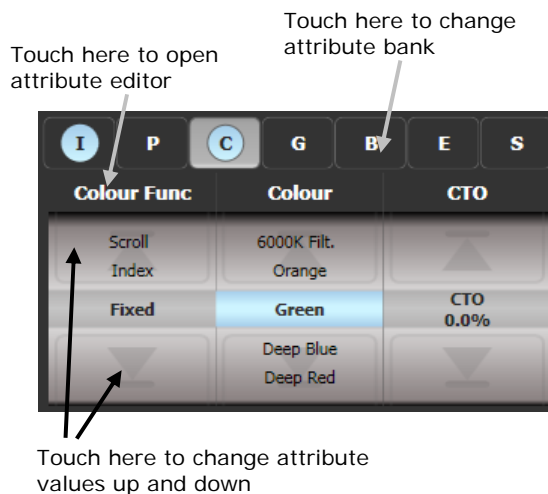 Touch here to change
attribute bank
Touch here to open
attribute editor
I P C G B E S
Colour Func Colour CTO
Scroll 6000K Filt.
Index Orange
Fixed Green CTO
0.0%
Deep Blue
Deep Red
Touch here to change attribute
values up and down